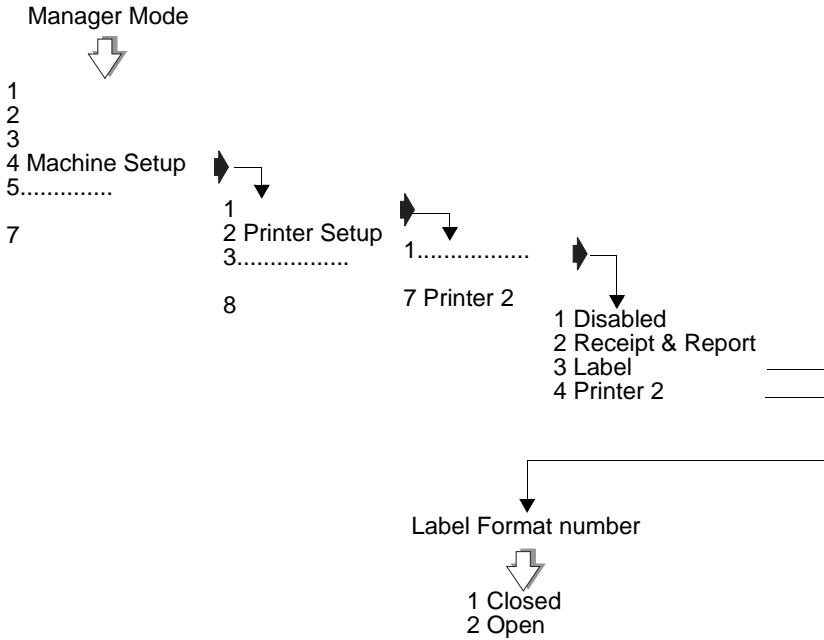 Manager Mode
1
2
3
4 Machine Setup
5..............
7
1
2 Printer Setup
3.................
8
1.................
7 Printer 2
1 Disabled
2 Receipt & Report
3 Label
4 Printer 2
Label Format number
1 Closed
2 Open